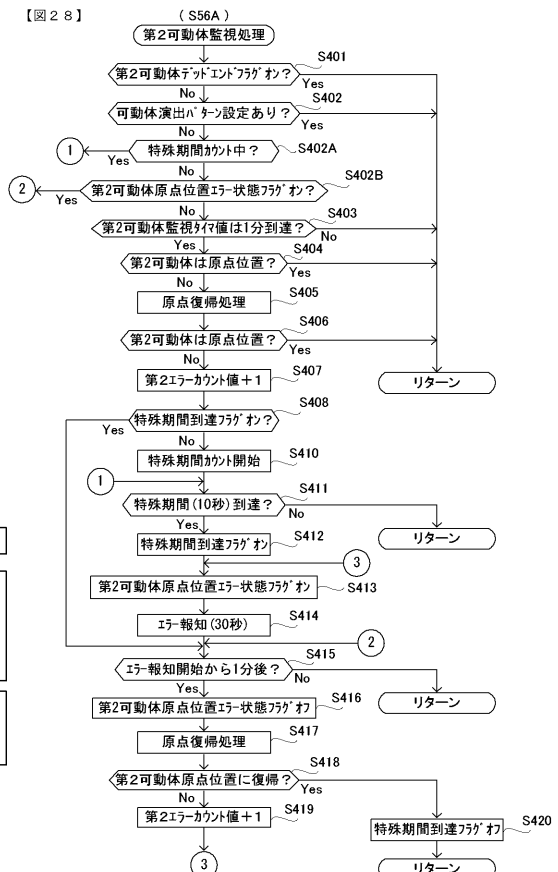 【図28】
(S56A)
第2可動体監視処理
S401
第2可動体デッドエンドフラグオン?
Yes
No
S402
可動体演出パターン設定あり?
Yes
No
1
Yes
特殊期間カウント中?
S402A
No
S402B
2
Yes
第2可動体原点位置エラー状態フラグオン?
No
S403
第2可動体監視タイマ値は1分到達?
No
Yes
S404
第2可動体は原点位置?
Yes
No
S405
原点復帰処理
S406
第2可動体は原点位置?
Yes
No
S407
第2エラーカウント値+1
リターン
S408
Yes
特殊期間到達フラグオン?
No
S410
特殊期間カウント開始
1
S411
特殊期間(10秒)到達?
No
Yes
S412
特殊期間到達フラグオン
リターン
3
第2可動体原点位置エラー状態フラグオン
S413
S414
エラー報知(30秒)
2
S415
エラー報知開始から1分後?
No
Yes
S416
第2可動体原点位置エラー状態フラグオフ
リターン
S417
原点復帰処理
S418
第2可動体原点位置に復帰?
Yes
No
S419
第2エラーカウント値+1
S420
特殊期間到達フラグオフ
3
リターン